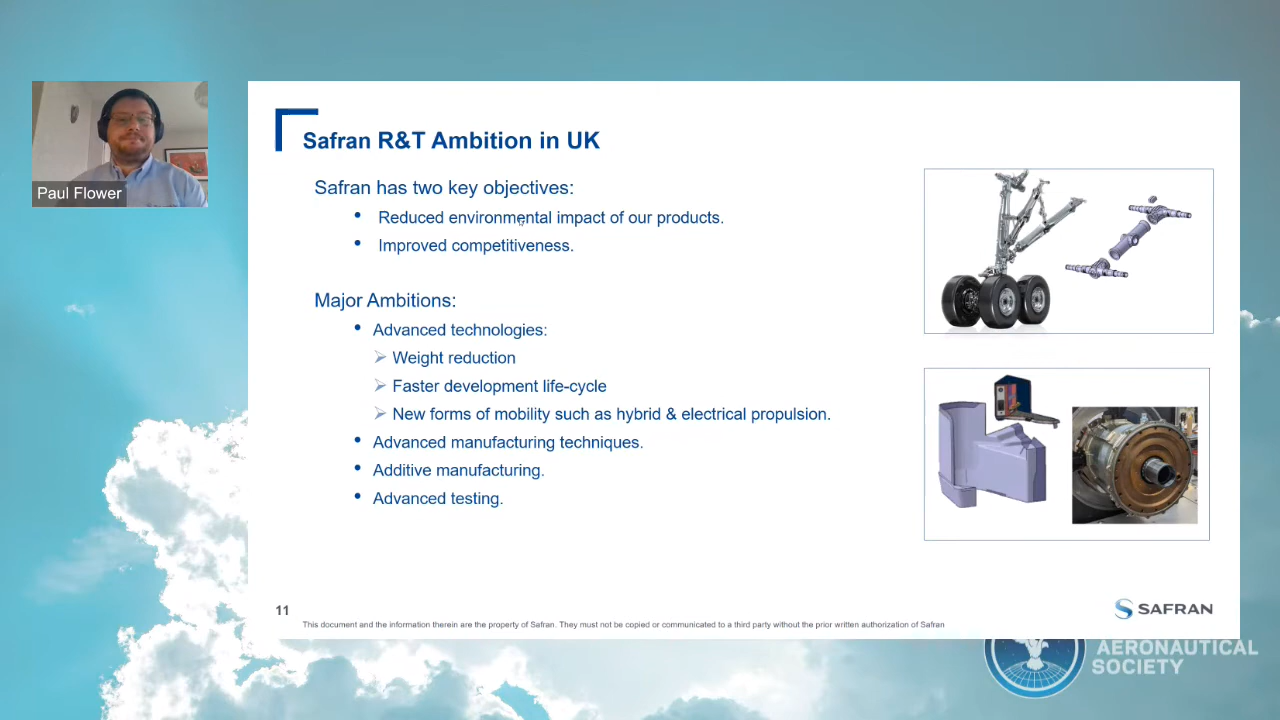 Paul Flower
Safran R&T Ambition in UK
Safran has two key objectives:
• Reduced environmental impact of our products.
• Improved competitiveness.
Major Ambitions:
• Advanced technologies:
➢ Weight reduction
➢ Faster development life-cycle
➢ New forms of mobility such as hybrid & electrical propulsion.
• Advanced manufacturing techniques.
• Additive manufacturing.
• Advanced testing.
11
This document and the information therein are the property of Safran. They must not be copied or communicated to a third party without the prior written authorization of Safran
SAFRAN
AERONAUTICAL
SOCIETY